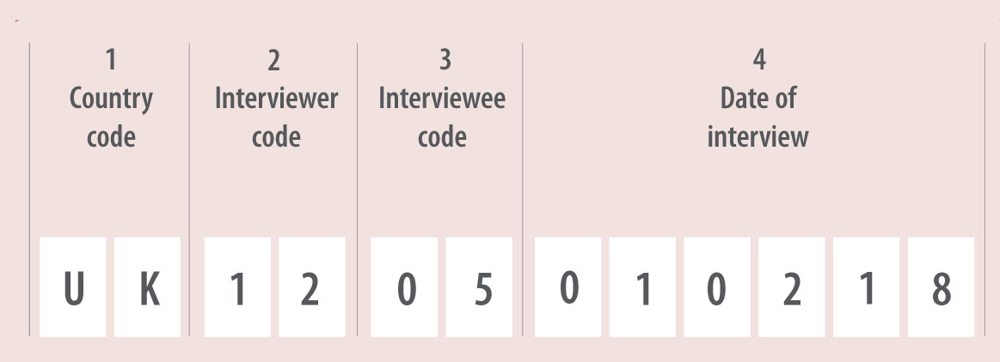 1
Country
code
2
Interviewer
code
3
Interviewee
code
4
Date of
interview
U K 1 2 0 5 0 1 0 2 1 8